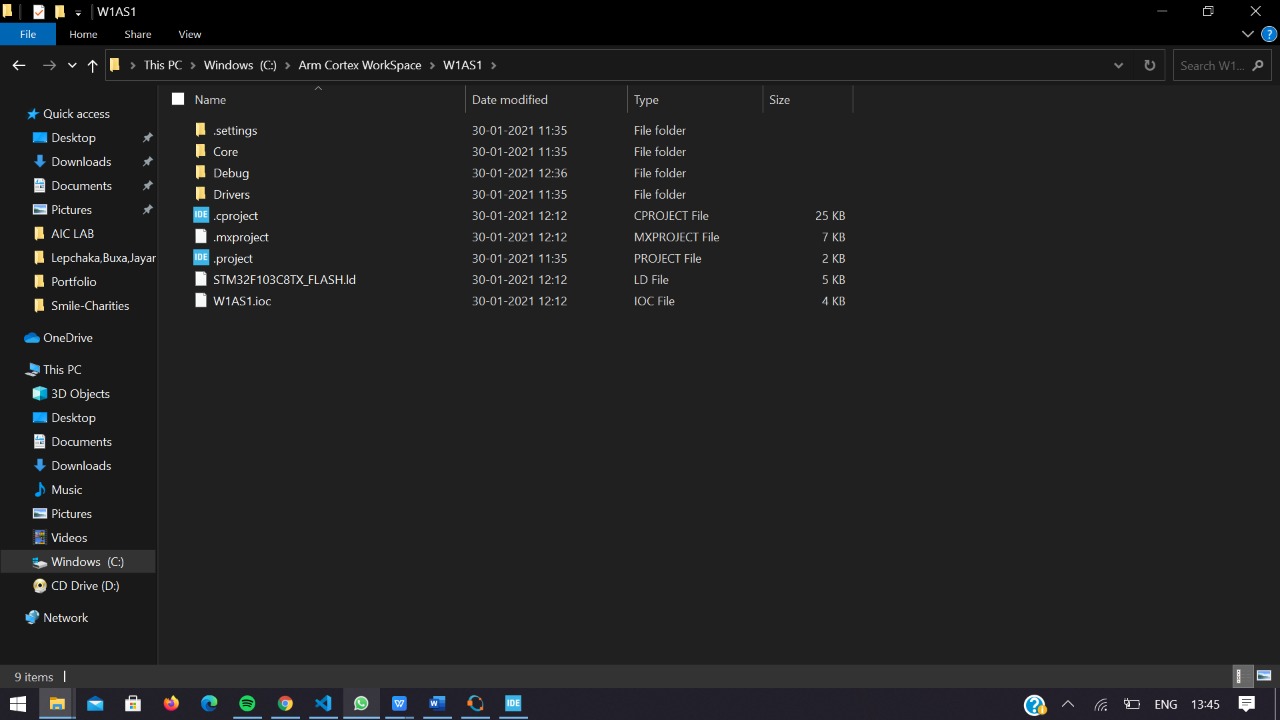 W1AS1
File Home Share View
This PC Windows (C:) Arm Cortex WorkSpace W1AS1 Search W1...
Name Date modified Type Size
Quick access
Desktop
Downloads
Documents
Pictures
AIC LAB
Lepchaka,Buxa,Jayar
Portfolio
Smile-Charities
OneDrive
This PC
3D Objects
Desktop
Documents
Downloads
Music
Pictures
Videos
Windows (C:)
CD Drive (D:)
Network
.settings 30-01-2021 11:35 File folder
Core 30-01-2021 11:35 File folder
Debug 30-01-2021 12:36 File folder
Drivers 30-01-2021 11:35 File folder
IDE .cproject 30-01-2021 12:12 CPROJECT File 25 KB
.mxproject 30-01-2021 12:12 MXPROJECT File 7 KB
IDE .project 30-01-2021 11:35 PROJECT File 2 KB
STM32F103C8TX_FLASH.ld 30-01-2021 12:12 LD File 5 KB
W1AS1.ioc 30-01-2021 12:12 IOC File 4 KB
9 items
IDE ENG 13:45